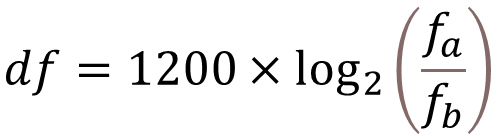 df = 1200 × log₂ (fₐ / f_b)